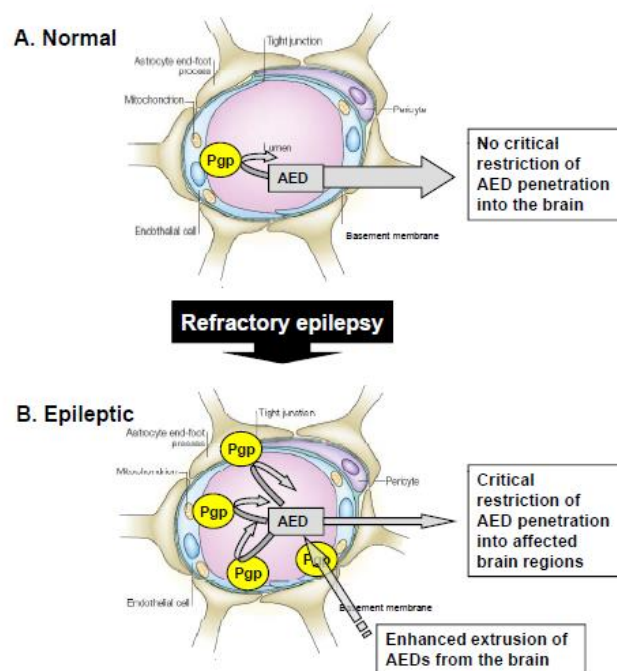 A. Normal
Tight junction
Astrocyte end-foot
process
Mitochondrion
Pericyte
Lumen
Pgp
AED
No critical
restriction of
AED penetration
into the brain
Endothelial cell
Basement membrane
Refractory epilepsy
B. Epileptic
Tight junction
Astrocyte end-foot
process
Pgp
Mitochondrion
Pericyte
Pgp
AED
Critical
restriction of
AED penetration
into affected
brain regions
Pgp
Pgp
Endothelial cell
Basement membrane
Enhanced extrusion of
AEDs from the brain